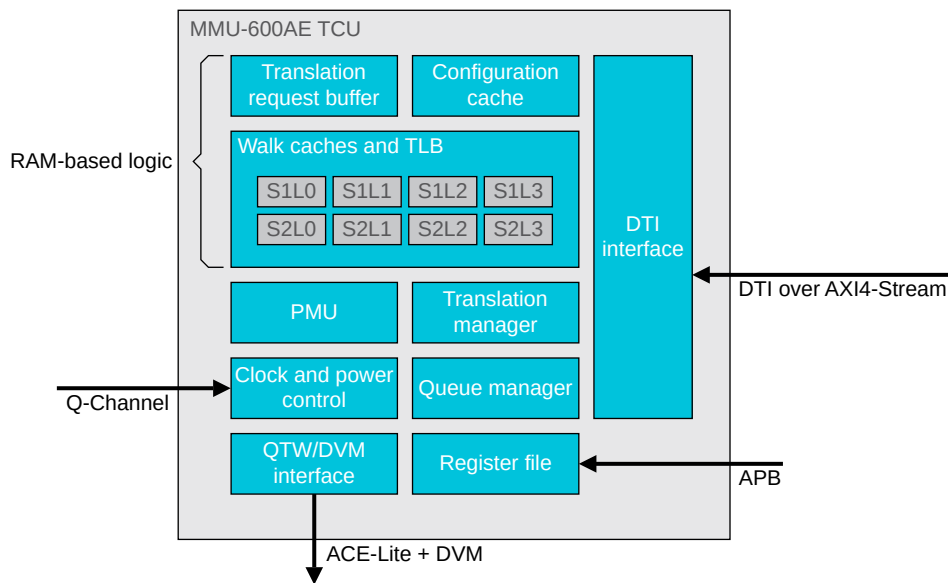 MMU-600AE TCU
Translation
request buffer
Configuration
cache
RAM-based logic
Walk caches and TLB
S1L0 S1L1 S1L2 S1L3
S2L0 S2L1 S2L2 S2L3
DTI
interface
DTI over AXI4-Stream
PMU
Translation
manager
Q-Channel
Clock and power
control
Queue manager
QTW/DVM
interface
Register file
APB
ACE-Lite + DVM